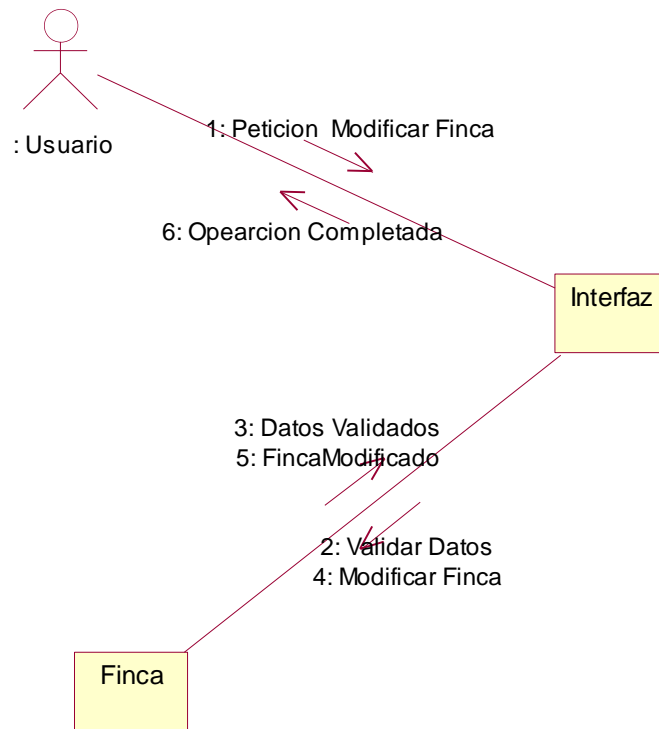 1: Peticion Modificar Finca
: Usuario
6: Opearcion Completada
Interfaz
3: Datos Validados
5: FincaModificado
2: Validar Datos
4: Modificar Finca
Finca